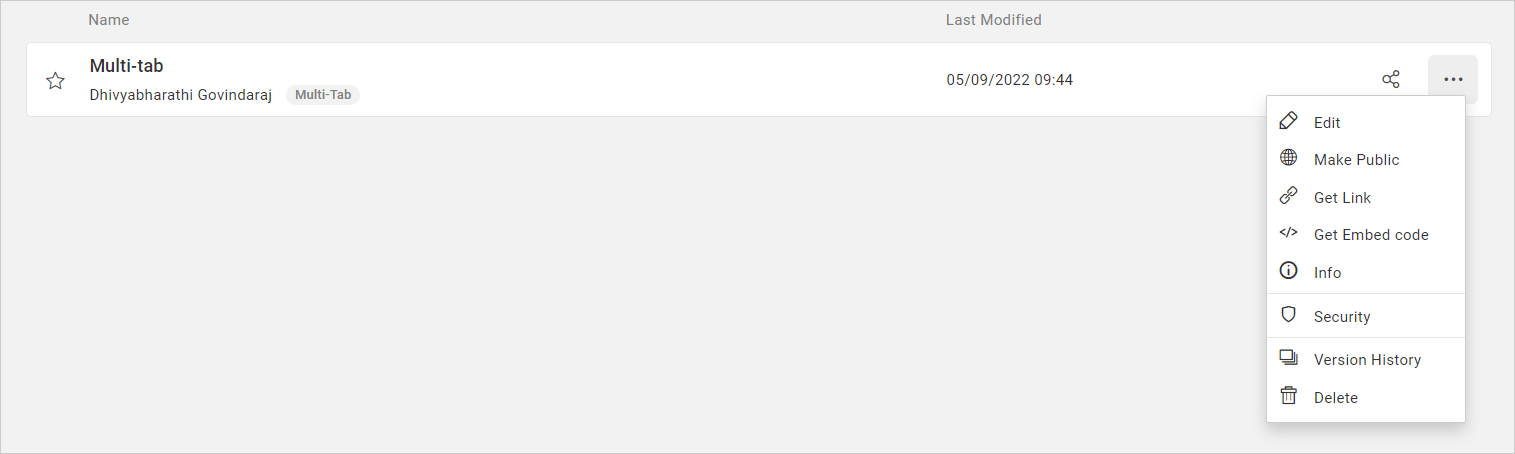 Name Last Modified
Multi-tab
05/09/2022 09:44
Dhivyabharathi Govindaraj Multi-Tab
Edit
Make Public
Get Link
Get Embed code
Info
Security
Version History
Delete